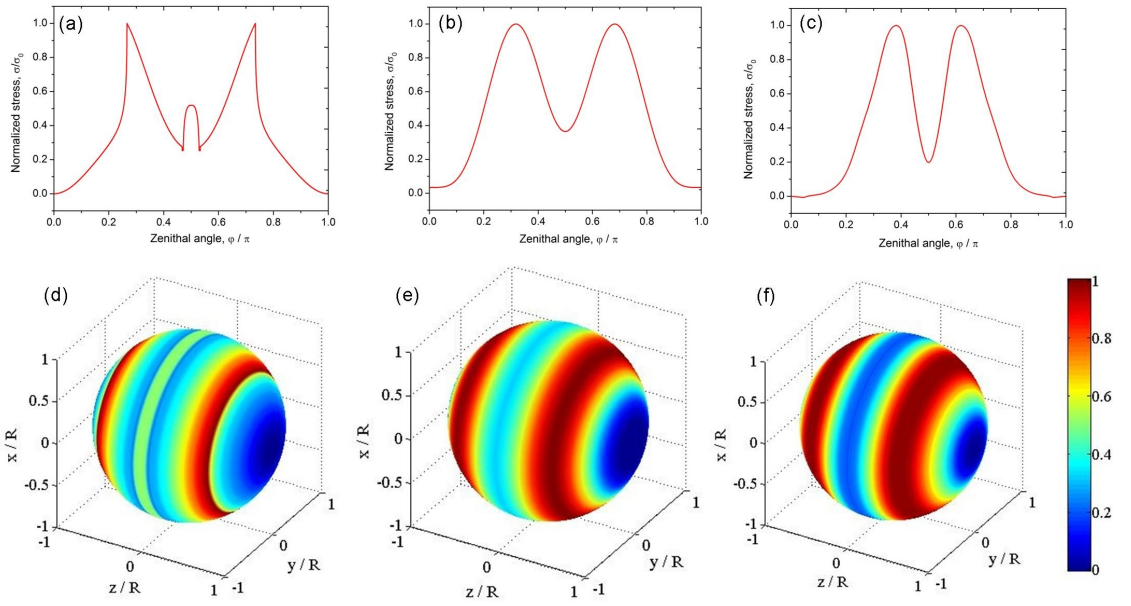 (a)
Normalized stress, σ/σ0
1.0
0.8
0.6
0.4
0.2
0.0
0.0 0.2 0.4 0.6 0.8 1.0
Zenithal angle, φ / π
(b)
Normalized stress, σ/σ0
1.0
0.8
0.6
0.4
0.2
0.0
0.0 0.2 0.4 0.6 0.8 1.0
Zenithal angle, φ / π
(c)
Normalized stress, σ/σ0
1.0
0.8
0.6
0.4
0.2
0.0
0.0 0.2 0.4 0.6 0.8 1.0
Zenithal angle, φ / π
(d)
x / R
1
0.5
0
-0.5
-1
-1
0
1
z / R
-1
0
1
y / R
(e)
x / R
1
0.5
0
-0.5
-1
-1
0
1
z / R
-1
0
1
y / R
(f)
x / R
1
0.5
0
-0.5
-1
-1
0
1
z / R
-1
0
1
y / R
1
0.8
0.6
0.4
0.2
0